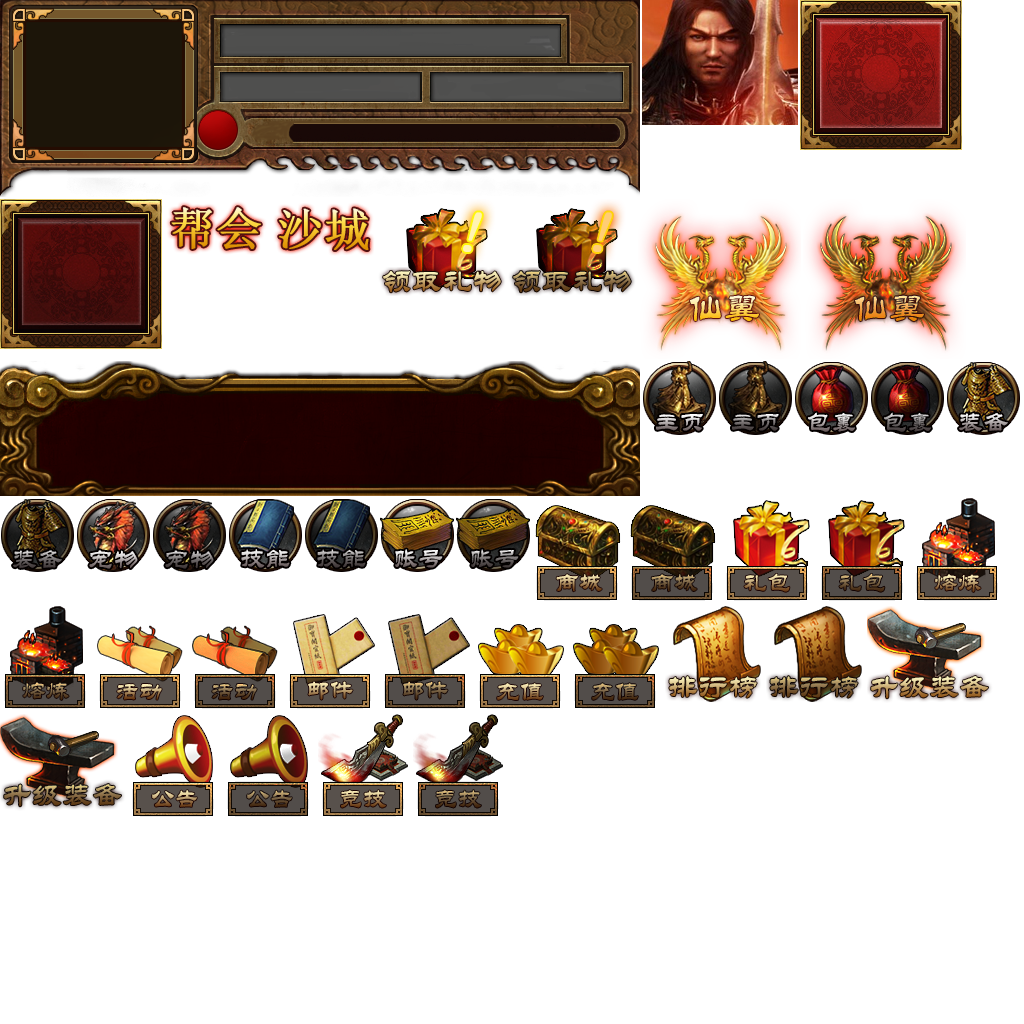 帮会 沙城
领取礼物
领取礼物
仙翼
仙翼
主页
主页
包裹
包裹
装备
装备
宠物
宠物
技能
技能
账号
账号
商城
商城
礼包
礼包
熔炼
熔炼
活动
活动
邮件
邮件
充值
充值
排行榜
排行榜
升级装备
升级装备
公告
公告
竞技
竞技